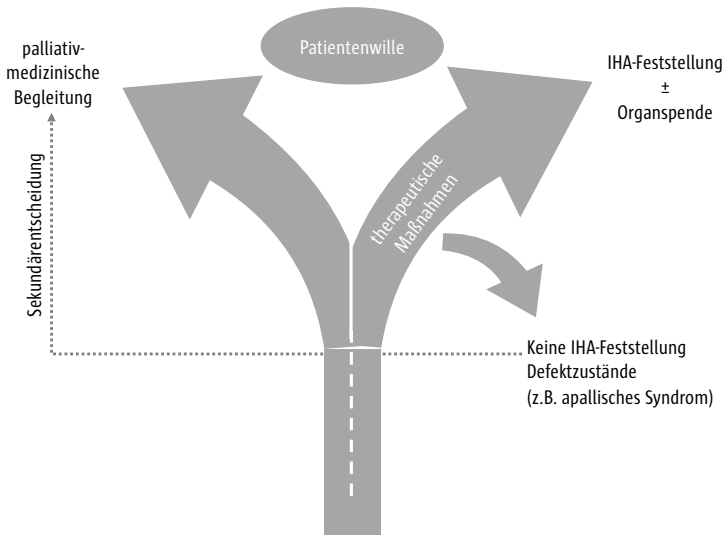 palliativ-
medizinische
Begleitung
Patientenwille
IHA-Feststellung
±
Organspende
therapeutische
Maßnahmen
Sekundärentscheidung
Keine IHA-Feststellung
Defektzustände
(z.B. apallisches Syndrom)